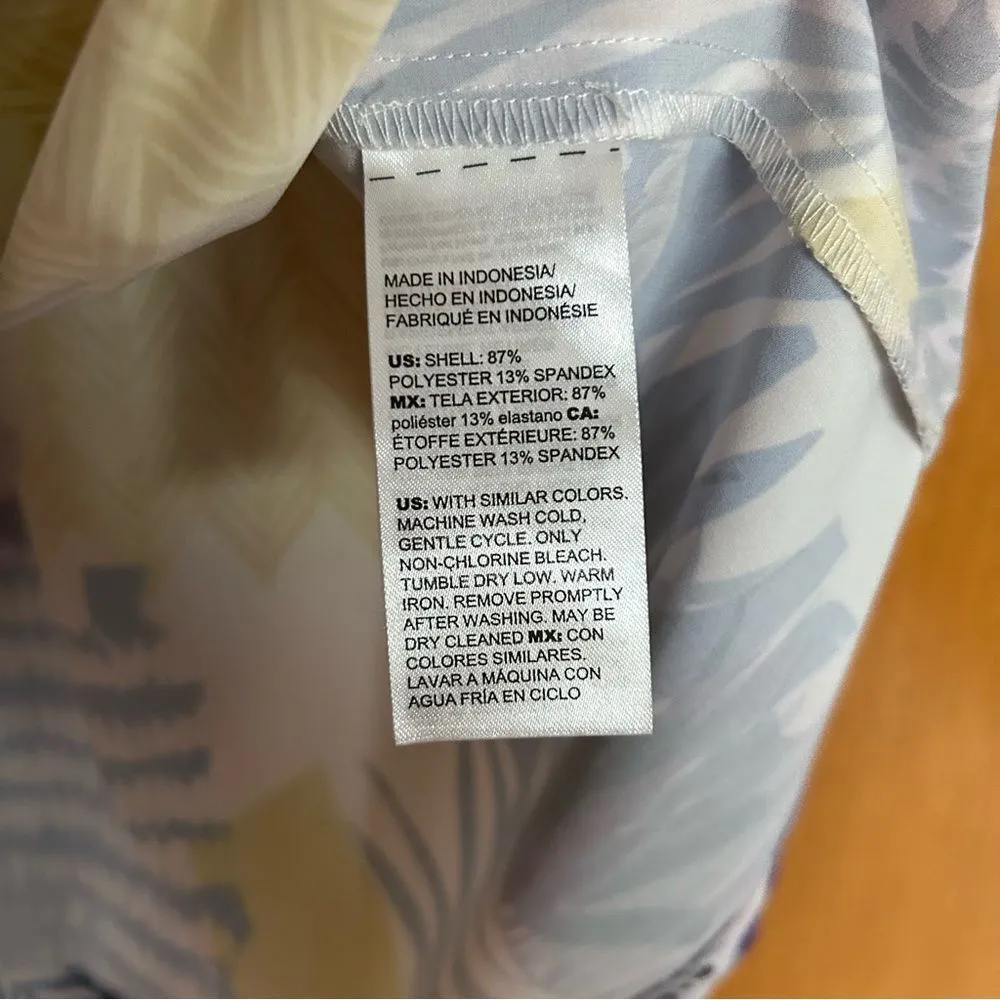 MADE IN INDONESIA/
HECHO EN INDONESIA/
FABRIQUÉ EN INDONÉSIE
US: SHELL: 87%
POLYESTER 13% SPANDEX
MX: TELA EXTERIOR: 87%
poliéster 13% elastano CA:
ÉTOFFE EXTÉRIEURE: 87%
POLYESTER 13% SPANDEX
US: WITH SIMILAR COLORS.
MACHINE WASH COLD,
GENTLE CYCLE. ONLY
NON-CHLORINE BLEACH.
TUMBLE DRY LOW. WARM
IRON. REMOVE PROMPTLY
AFTER WASHING. MAY BE
DRY CLEANED MX: CON
COLORES SIMILARES.
LAVAR A MÁQUINA CON
AGUA FRÍA EN CICLO